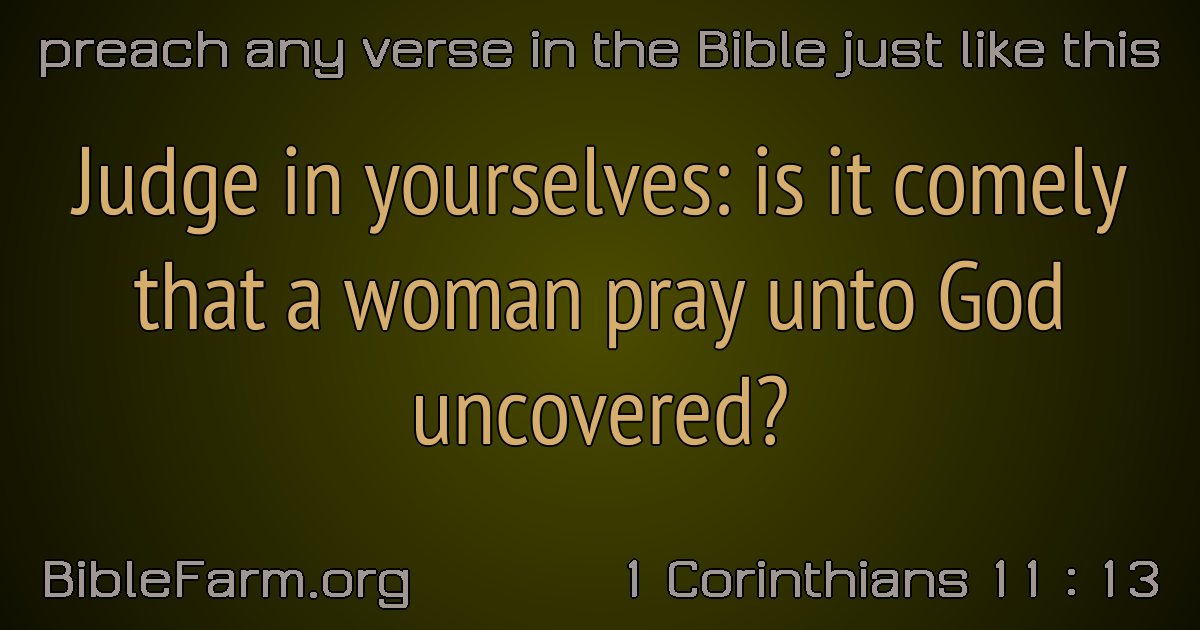 preach any verse in the Bible just like this
Judge in yourselves: is it comely
that a woman pray unto God
uncovered?
BibleFarm.org
1 Corinthians 11 : 13